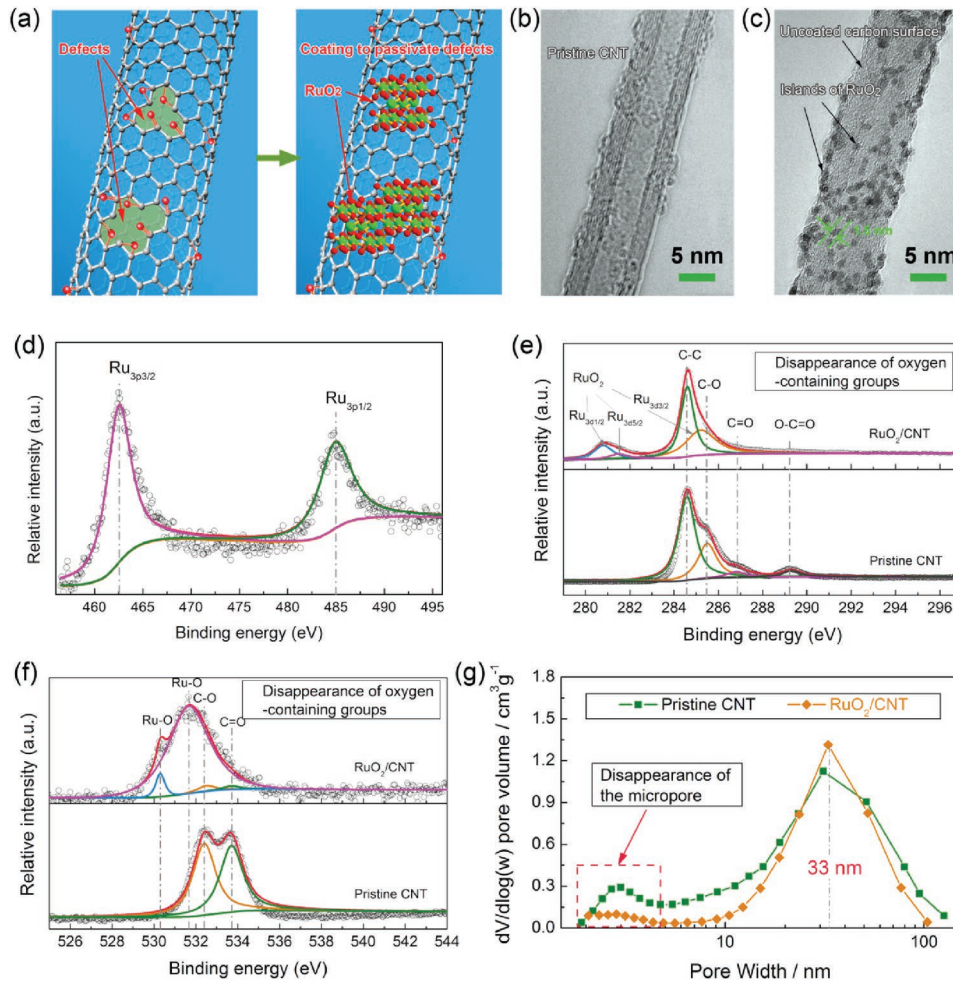 (a)
Defects
Coating to passivate defects
RuO₂
(b)
Pristine CNT
5 nm
(c)
Uncoated carbon surface
Islands of RuO₂
5 nm
(d)
Ru3p3/2
Ru3p1/2
Relative intensity (a.u.)
460 465 470 475 480 485 490 495
Binding energy (eV)
(e)
C-C
Disappearance of oxygen
-containing groups
C-O
RuO₂
Ru3d3/2
C=O
O-C=O
Ru3d1/2
Ru3d5/2
RuO₂/CNT
Pristine CNT
Relative intensity (a.u.)
280 282 284 286 288 290 292 294 296
Binding energy (eV)
(f)
Ru-O
C-O
Disappearance of oxygen
-containing groups
Ru-O
C=O
RuO₂/CNT
Pristine CNT
Relative intensity (a.u.)
526 528 530 532 534 536 538 540 542 544
Binding energy (eV)
(g)
dV/dlog(w) pore volume / cm³g⁻¹
1.8
1.5
1.2
0.9
0.6
0.3
0.0
Pristine CNT
RuO₂/CNT
Disappearance of
the micropore
33 nm
10 100
Pore Width / nm